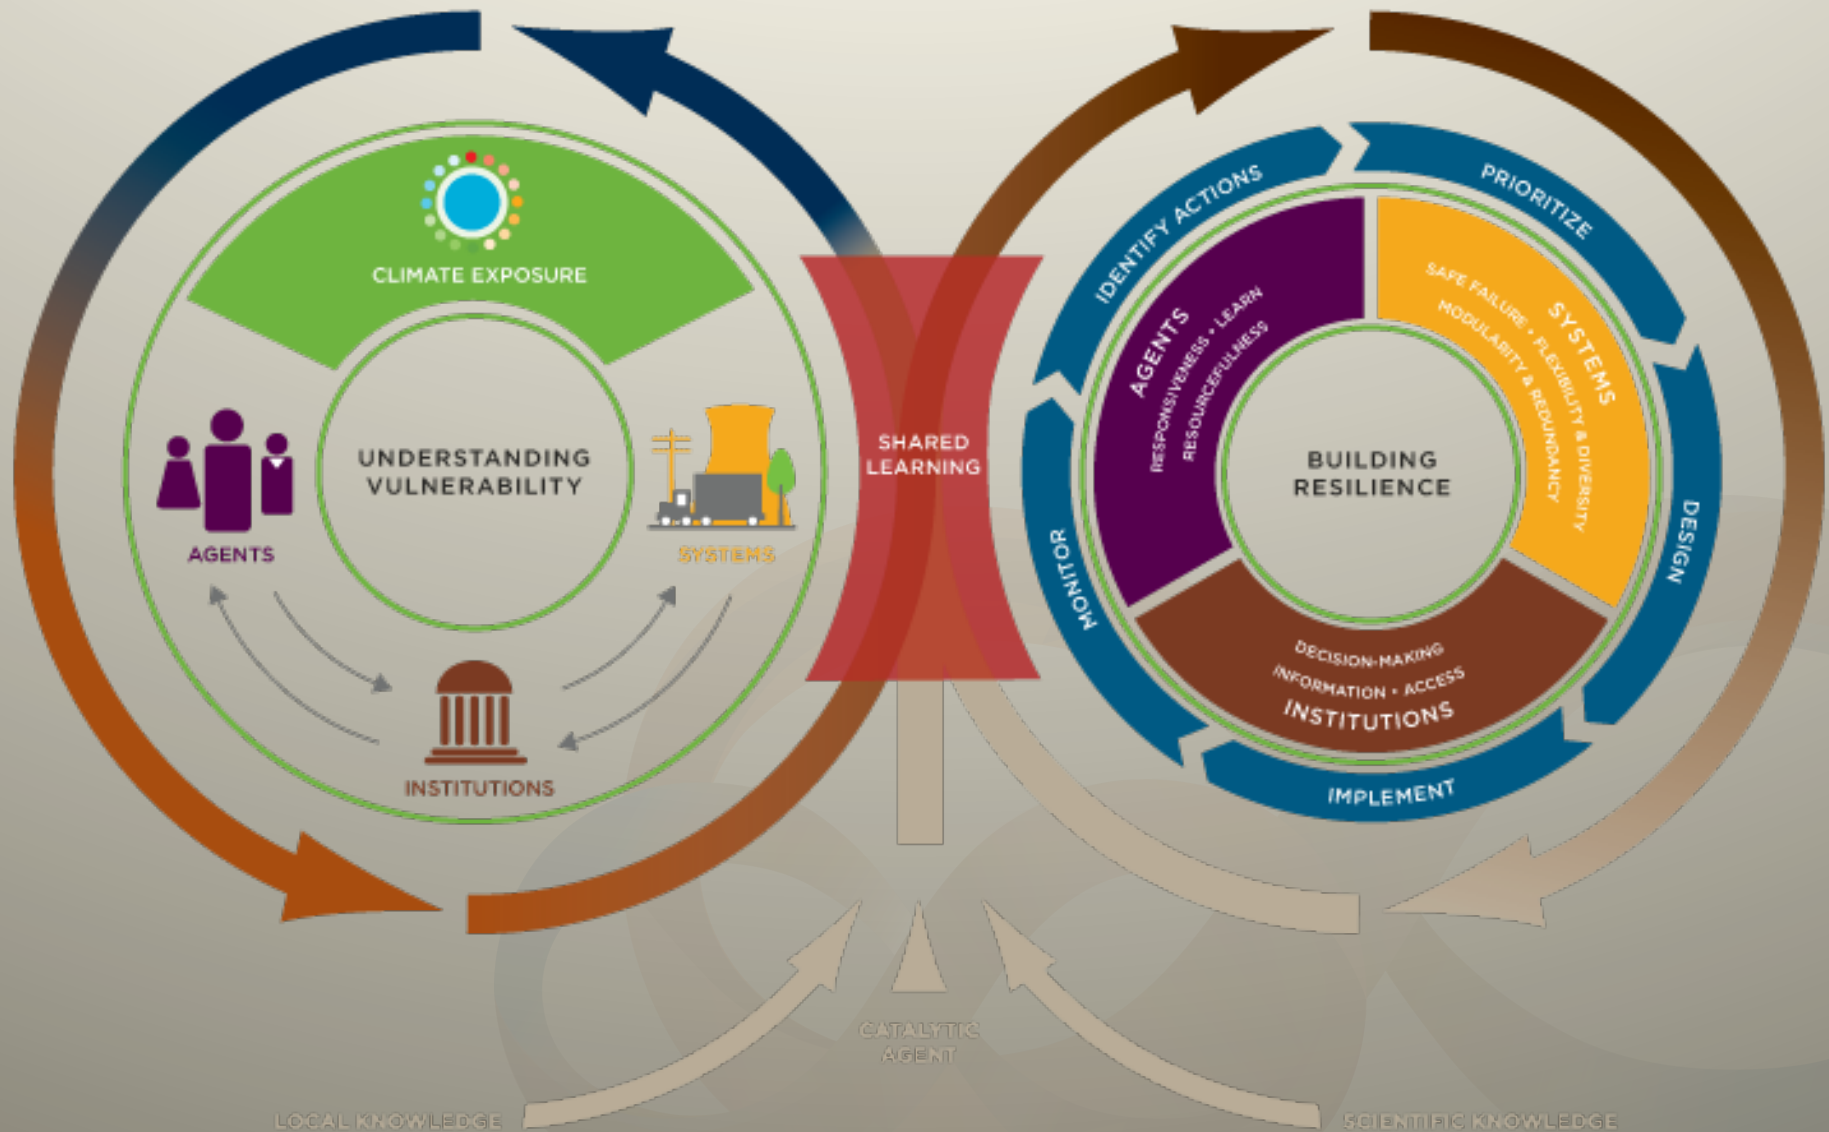 CLIMATE EXPOSURE
UNDERSTANDING
VULNERABILITY
AGENTS
SYSTEMS
INSTITUTIONS
SHARED
LEARNING
IDENTIFY ACTIONS
PRIORITIZE
DESIGN
IMPLEMENT
MONITOR
AGENTS
RESPONSIVENESS • LEARN
RESOURCEFULNESS
SYSTEMS
SAFE FAILURE • FLEXIBILITY & DIVERSITY
MODULARITY & REDUNDANCY
BUILDING
RESILIENCE
DECISION-MAKING
INFORMATION • ACCESS
INSTITUTIONS
CATALYTIC
AGENT
LOCAL KNOWLEDGE
SCIENTIFIC KNOWLEDGE